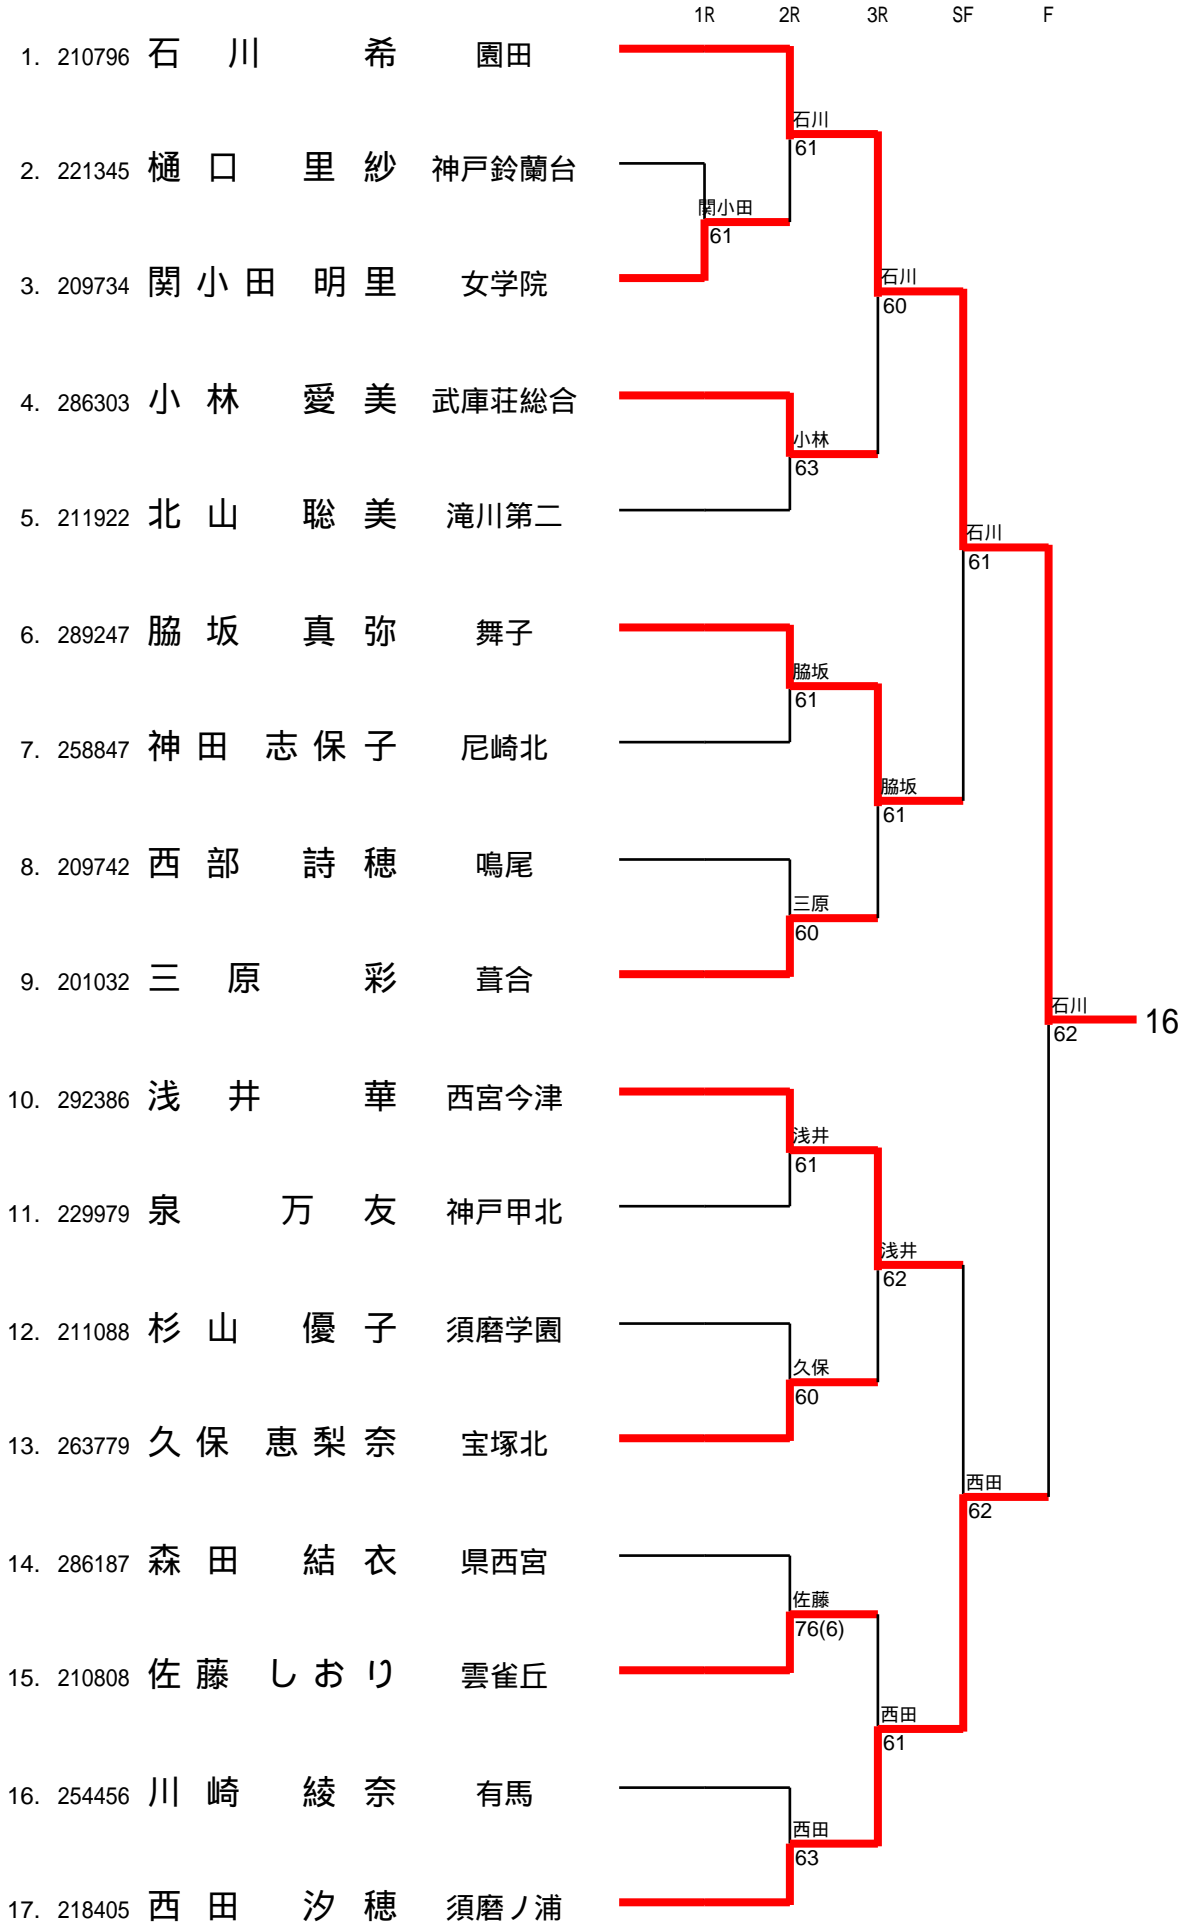 1R 2R 3R SF F
1. 210796 石川 希 園田
石川
61
2. 221345 樋口 里紗 神戸鈴蘭台
関小田
61
3. 209734 関小田 明里 女学院
石川
60
4. 286303 小林 愛美 武庫荘総合
小林
63
5. 211922 北山 聡美 滝川第二
石川
61
6. 289247 脇坂 真弥 舞子
脇坂
61
7. 258847 神田 志保子 尼崎北
脇坂
61
8. 209742 西部 詩穂 鳴尾
三原
60
9. 201032 三原 彩 葺合
石川
62
16
10. 292386 浅井 華 西宮今津
浅井
61
11. 229979 泉 万友 神戸甲北
浅井
62
12. 211088 杉山 優子 須磨学園
久保
60
13. 263779 久保 恵梨奈 宝塚北
西田
62
14. 286187 森田 結衣 県西宮
佐藤
76(6)
15. 210808 佐藤 しおり 雲雀丘
西田
61
16. 254456 川崎 綾奈 有馬
西田
63
17. 218405 西田 汐穂 須磨ノ浦